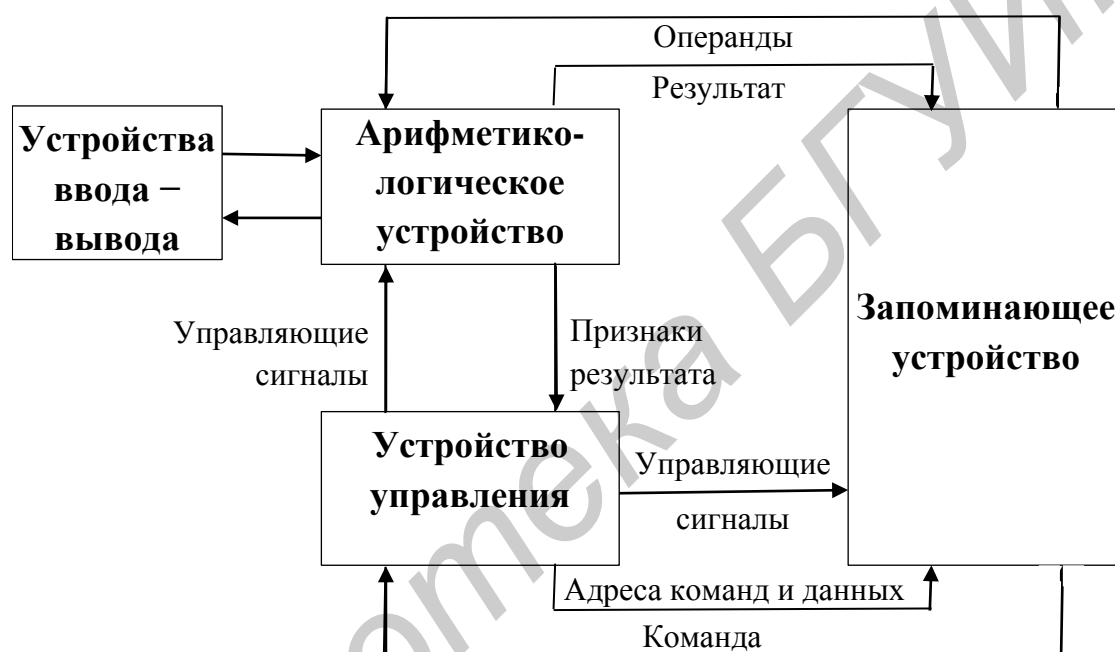 Операнды
Результат
Устройства
ввода –
вывода
Арифметико-
логическое
устройство
Запоминающее
устройство
Управляющие
сигналы
Признаки
результата
Устройство
управления
Управляющие
сигналы
Адреса команд и данных
Команда